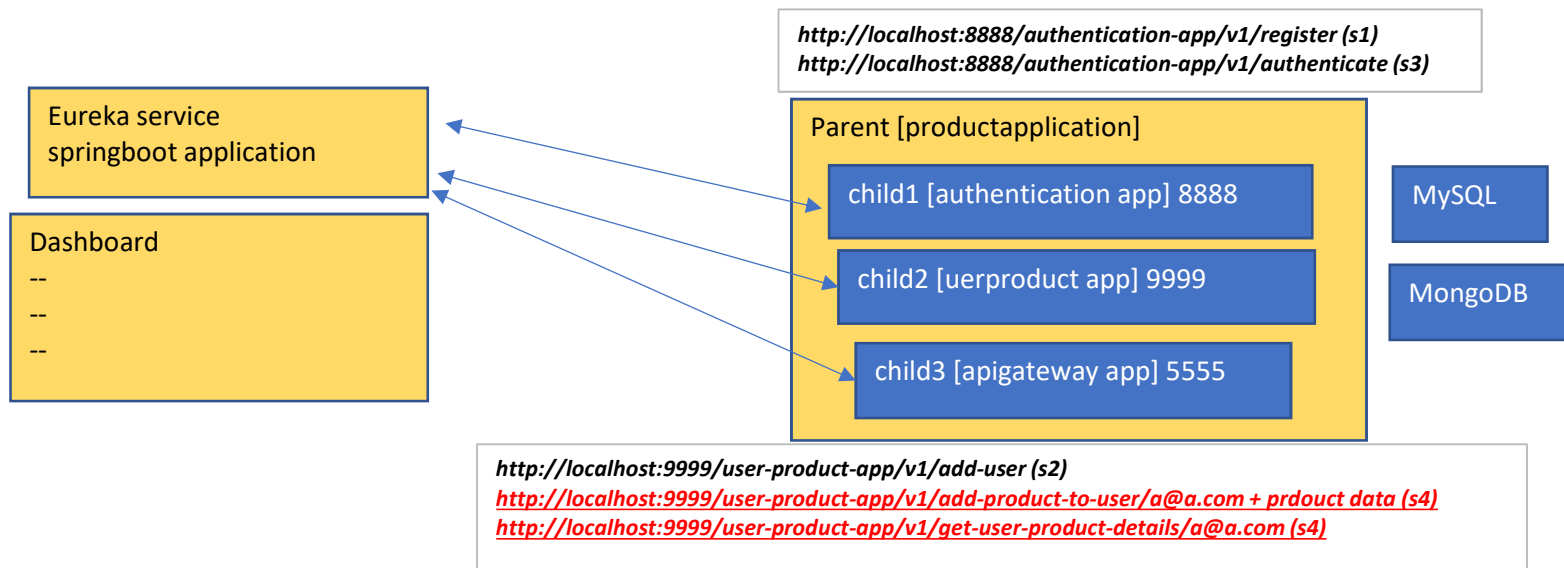 http://localhost:8888/authentication-app/v1/register (s1)
http://localhost:8888/authentication-app/v1/authenticate (s3)
Eureka service
springboot application
Dashboard
--
--
--
Parent [productapplication]
child1 [authentication app] 8888
child2 [uerproduct app] 9999
child3 [apigateway app] 5555
MySQL
MongoDB
http://localhost:9999/user-product-app/v1/add-user (s2)
http://localhost:9999/user-product-app/v1/add-product-to-user/a@a.com + prdouct data (s4)
http://localhost:9999/user-product-app/v1/get-user-product-details/a@a.com (s4)